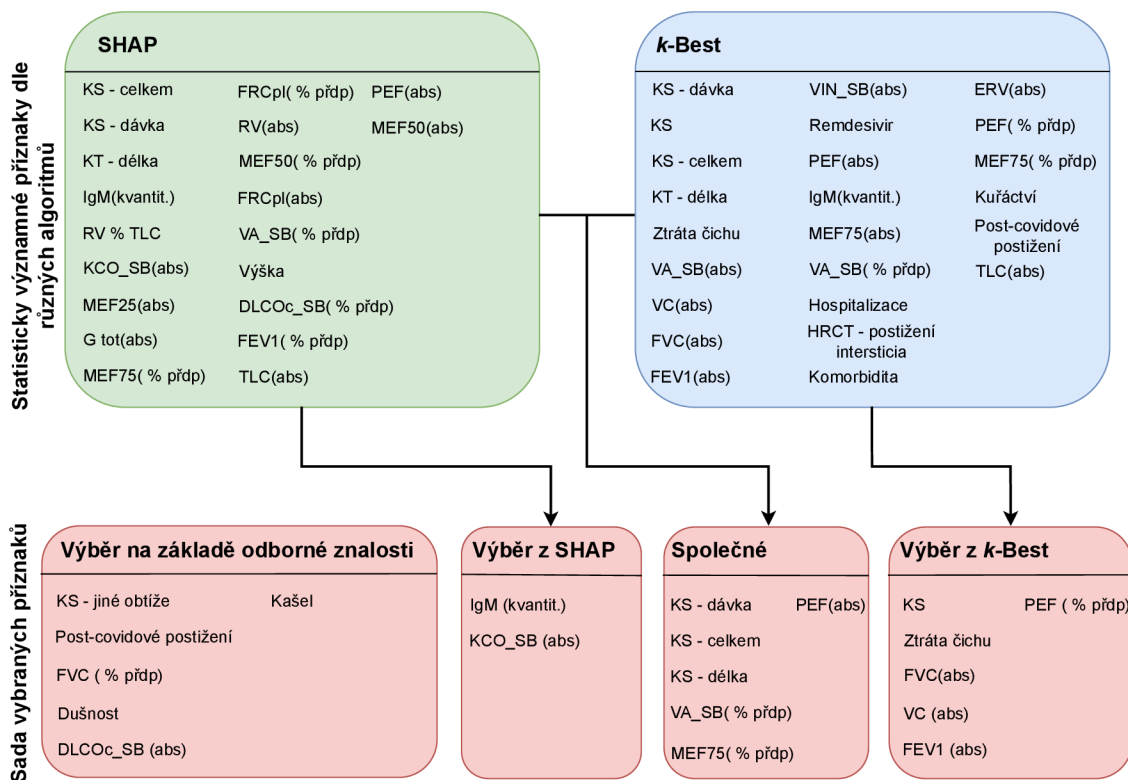 Statisticky významné příznaky dle
různých algoritmů
SHAP
KS - celkem
KS - dávka
KT - délka
IgM(kvantit.)
RV % TLC
KCO_SB(abs)
MEF25(abs)
G tot(abs)
MEF75( % přdp)
FRCpl( % přdp)
RV(abs)
MEF50( % přdp)
FRCpl(abs)
VA_SB( % přdp)
Výška
DLCOc_SB( % přdp)
FEV1( % přdp)
TLC(abs)
PEF(abs)
MEF50(abs)
k-Best
KS - dávka
KS
KS - celkem
KT - délka
Ztráta čichu
VA_SB(abs)
VC(abs)
FVC(abs)
FEV1(abs)
VIN_SB(abs)
Remdesivir
PEF(abs)
IgM(kvantit.)
MEF75(abs)
VA_SB( % přdp)
Hospitalizace
HRCT - postižení
intersticia
Komorbidita
ERV(abs)
PEF( % přdp)
MEF75( % přdp)
Kuřáctví
Post-covidové
postižení
TLC(abs)
Sada vybraných příznaků
Výběr na základě odborné znalosti
KS - jiné obtíže
Post-covidové postižení
FVC ( % přdp)
Dušnost
DLCOc_SB (abs)
Kašel
Výběr z SHAP
IgM (kvantit.)
KCO_SB (abs)
Společné
KS - dávka
KS - celkem
KS - délka
VA_SB( % přdp)
MEF75( % přdp)
PEF(abs)
Výběr z k-Best
KS
Ztráta čichu
FVC(abs)
VC (abs)
FEV1 (abs)
PEF ( % přdp)